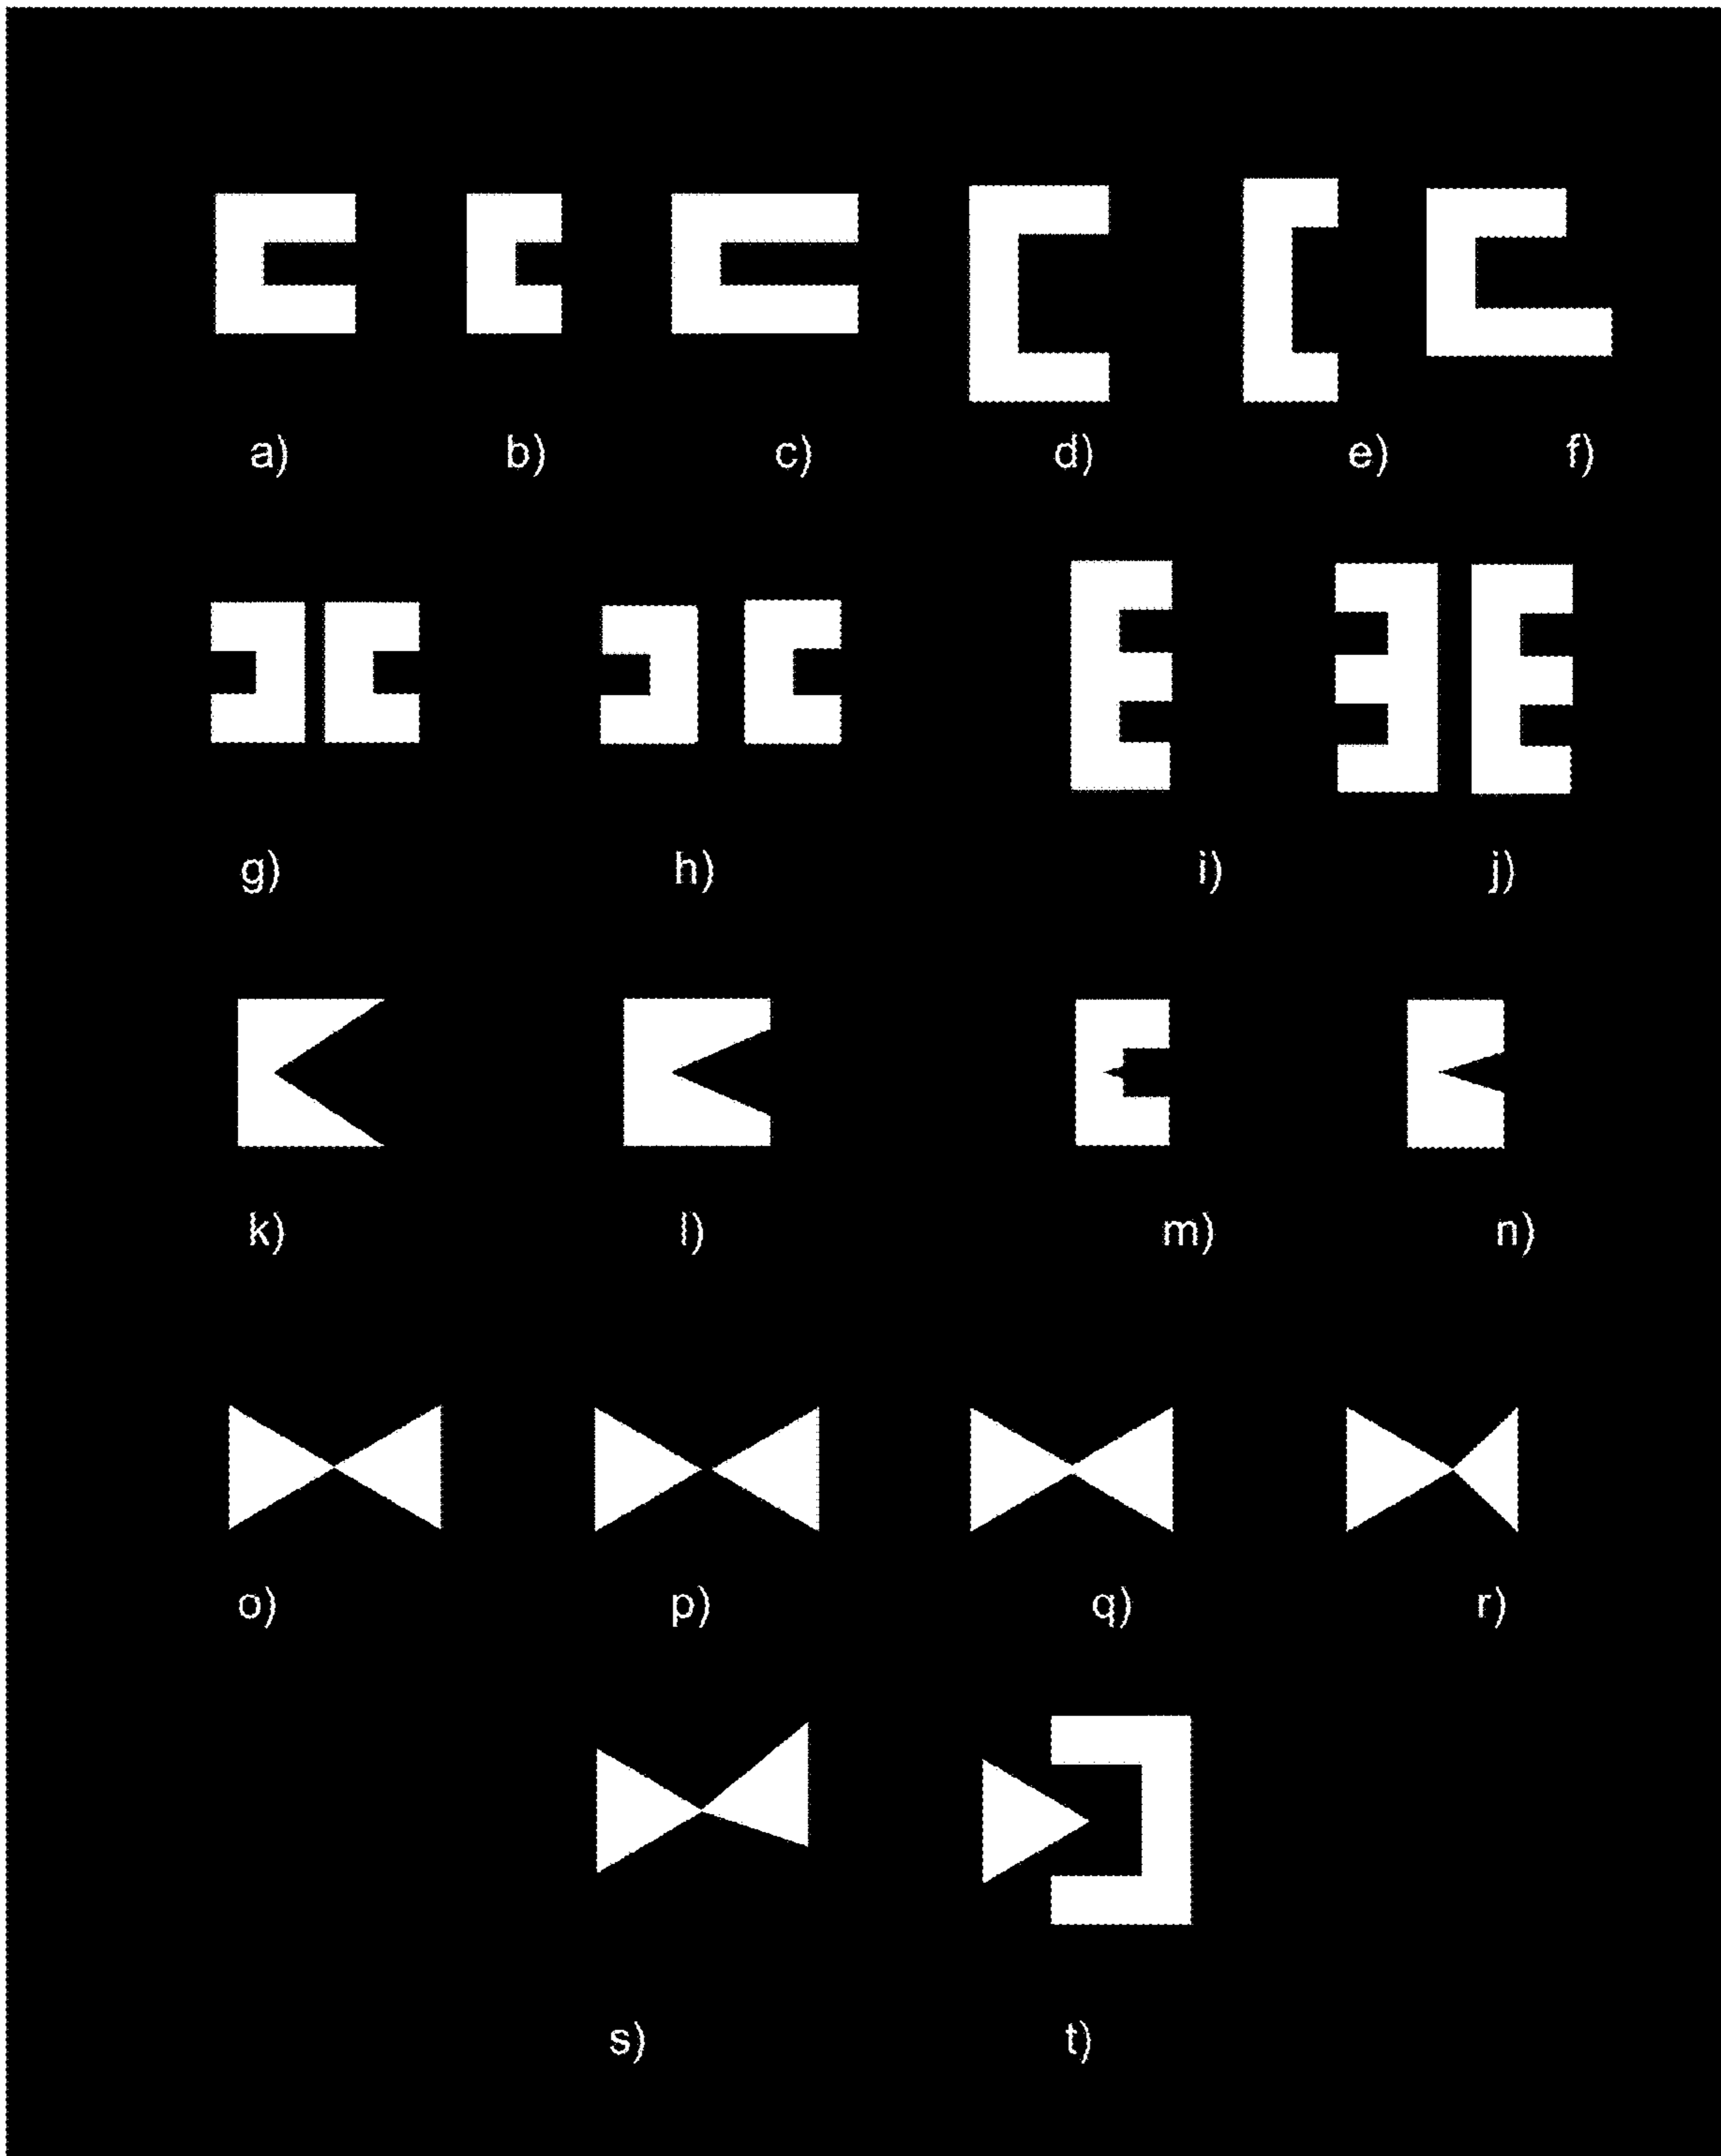 a) b) c) d) e) f)
g) h) i) j)
k) l) m) n)
o) p) q) r)
s) t)